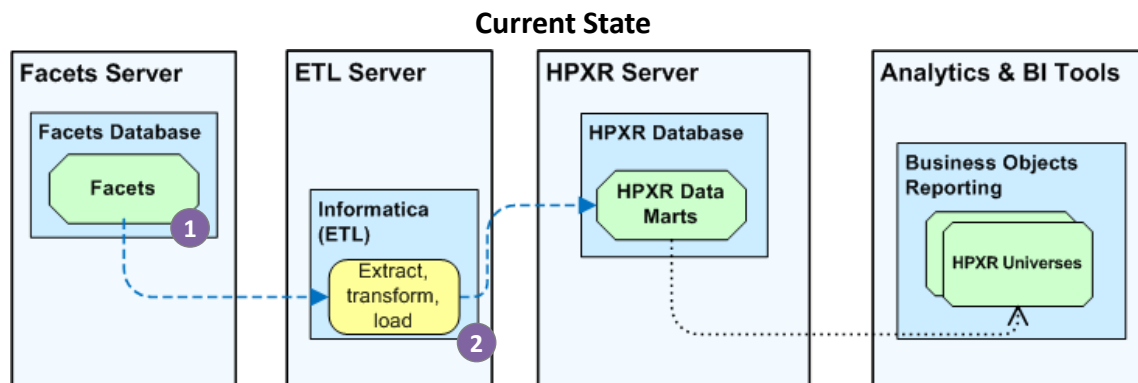 Current State
Facets Server
Facets Database
Facets
1
ETL Server
Informatica
(ETL)
Extract,
transform,
load
2
HPXR Server
HPXR Database
HPXR Data
Marts
Analytics & BI Tools
Business Objects
Reporting
HPXR Universes